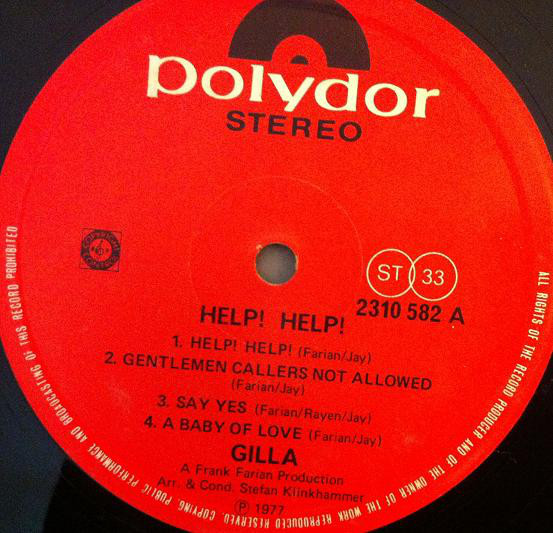 polydor
STEREO
ST 33
2310 582 A
HELP! HELP!
1. HELP! HELP! (Farian/Jay)
2. GENTLEMEN CALLERS NOT ALLOWED
(Farian/Jay)
3. SAY YES (Farian/Rayen/Jay)
4. A BABY OF LOVE (Farian/Jay)
GILLA
A Frank Farian Production
Arr. & Cond. Stefan Klinkhammer
Ⓟ 1977
ALL RIGHTS OF THE RECORD PRODUCER AND OF THE OWNER OF THE WORK REPRODUCED RESERVED. COPYING, PUBLIC PERFORMANCE AND BROADCASTING OF THIS RECORD PROHIBITED